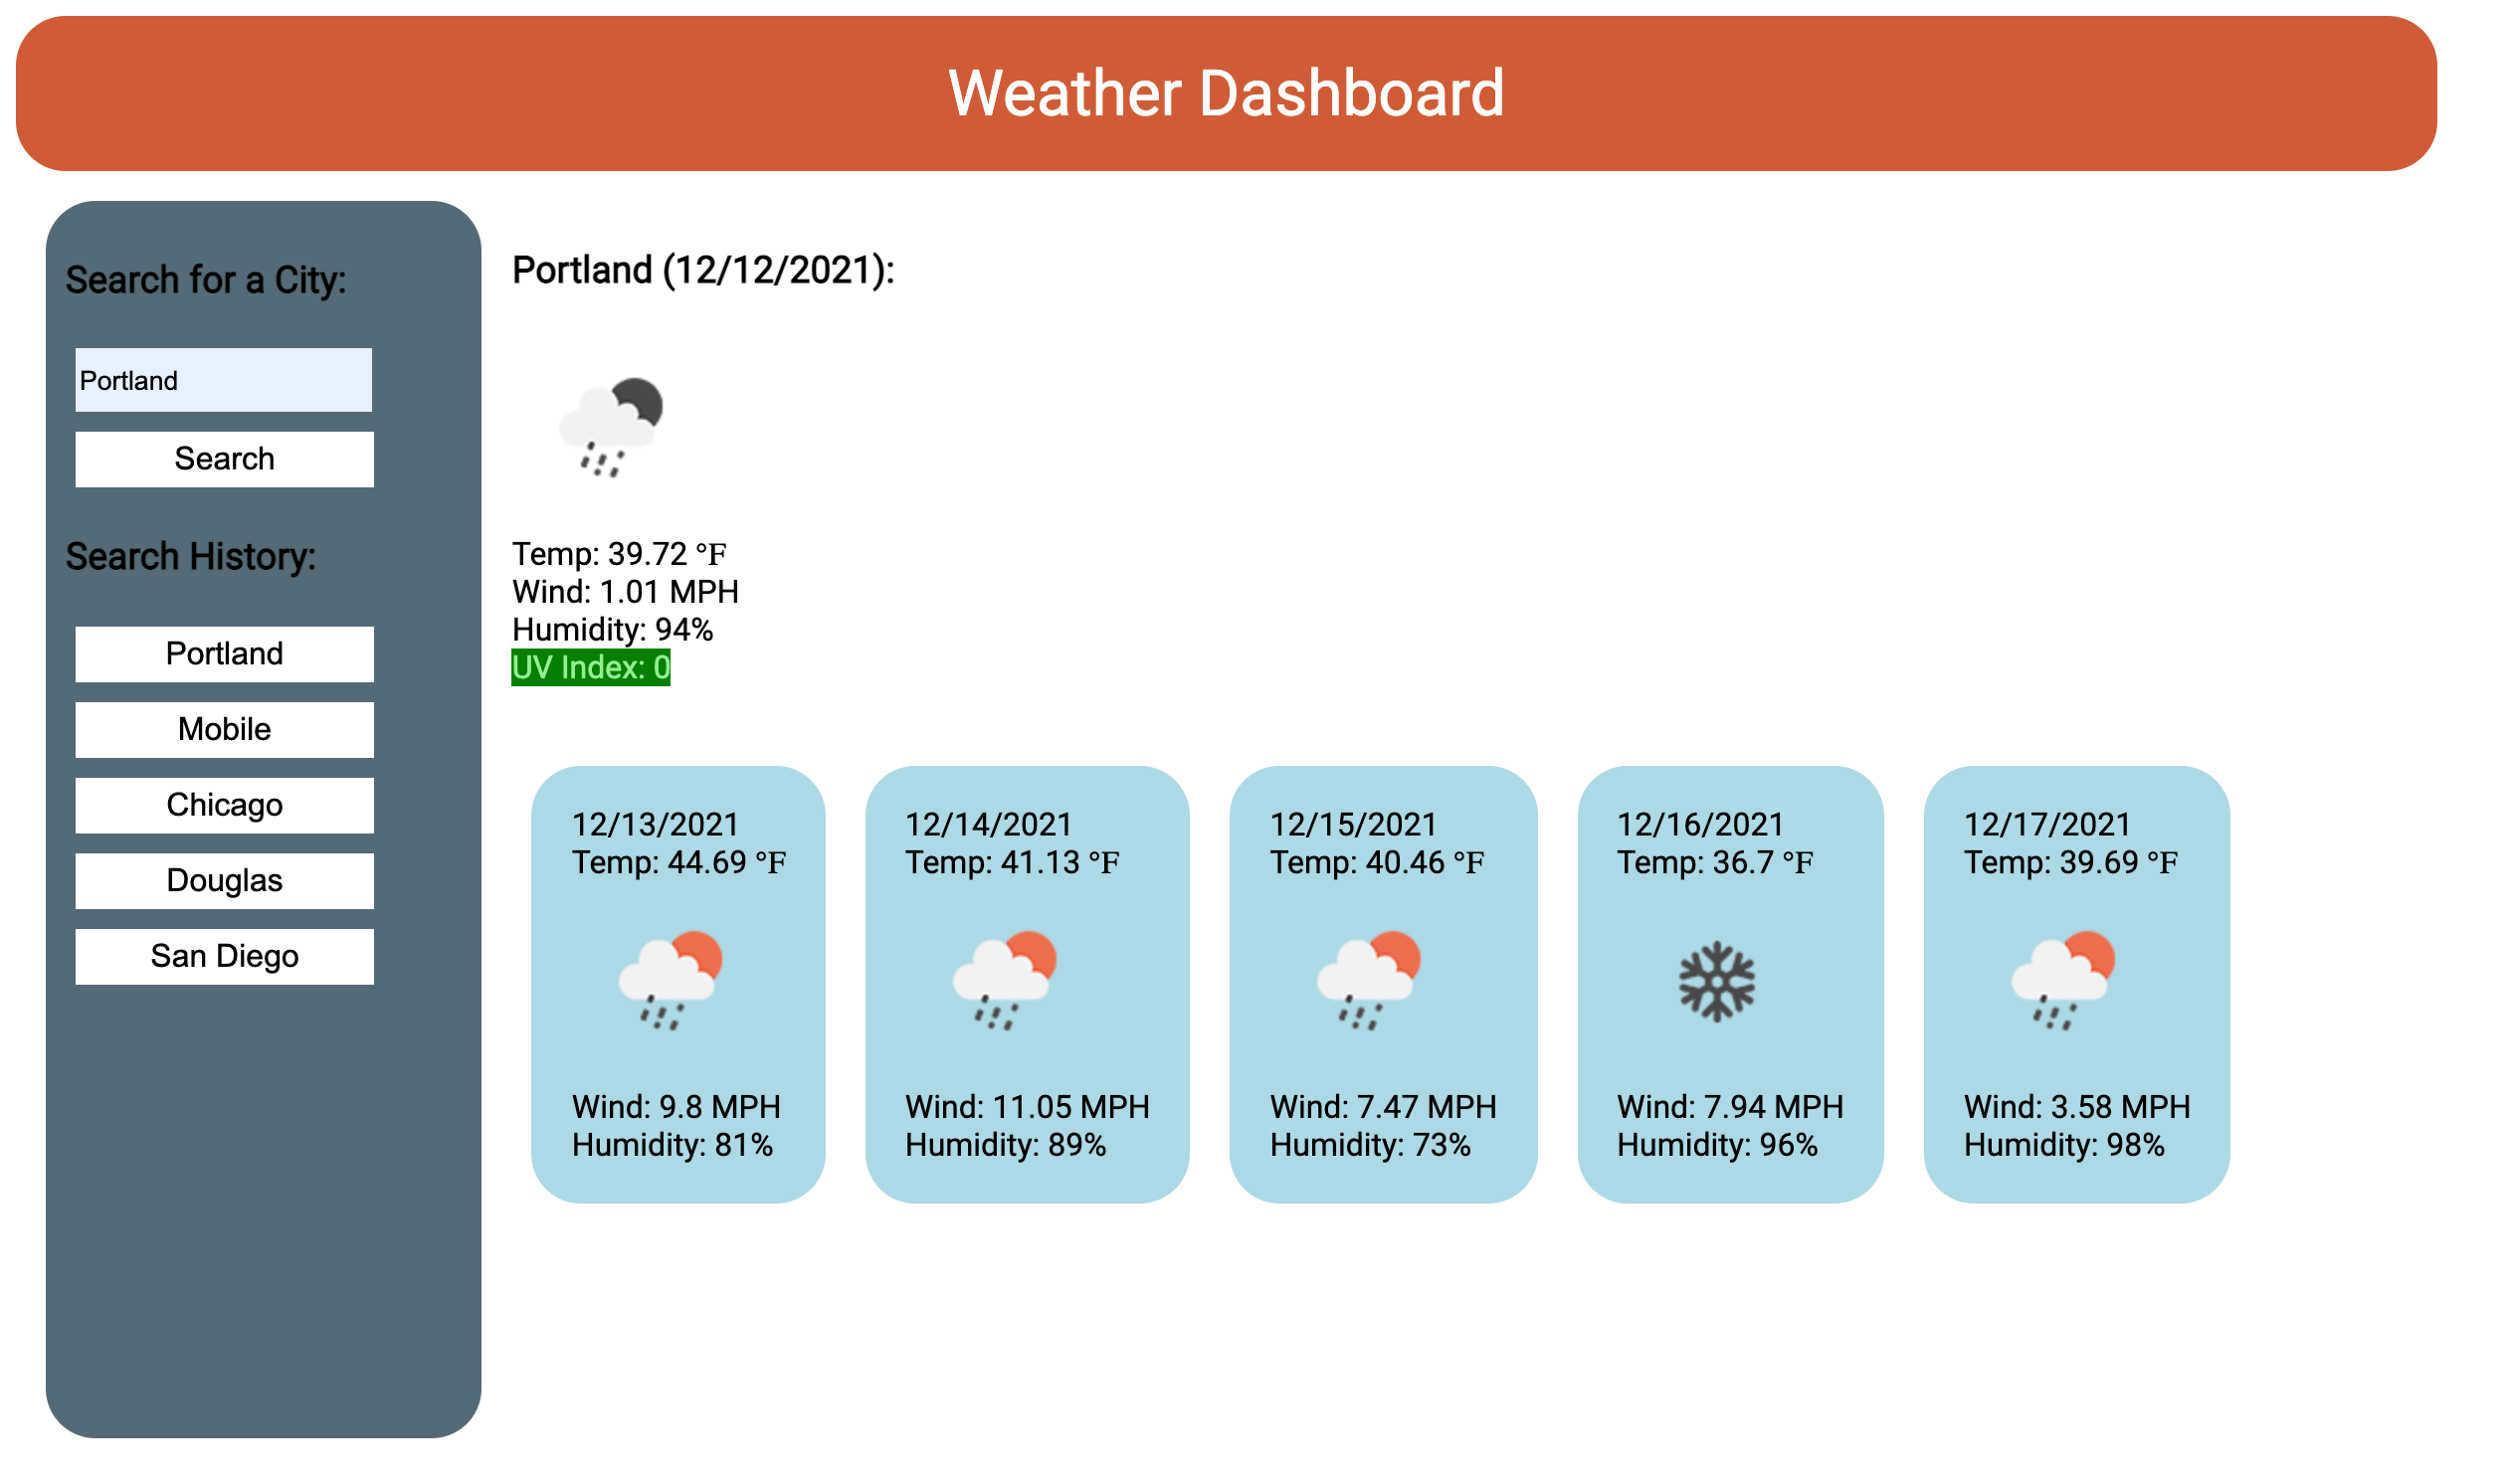 Weather Dashboard
Search for a City:
Portland
Search
Search History:
Portland
Mobile
Chicago
Douglas
San Diego
Portland (12/12/2021):
Temp: 39.72 °F
Wind: 1.01 MPH
Humidity: 94%
UV Index: 0
12/13/2021
Temp: 44.69 °F
Wind: 9.8 MPH
Humidity: 81%
12/14/2021
Temp: 41.13 °F
Wind: 11.05 MPH
Humidity: 89%
12/15/2021
Temp: 40.46 °F
Wind: 7.47 MPH
Humidity: 73%
12/16/2021
Temp: 36.7 °F
Wind: 7.94 MPH
Humidity: 96%
12/17/2021
Temp: 39.69 °F
Wind: 3.58 MPH
Humidity: 98%